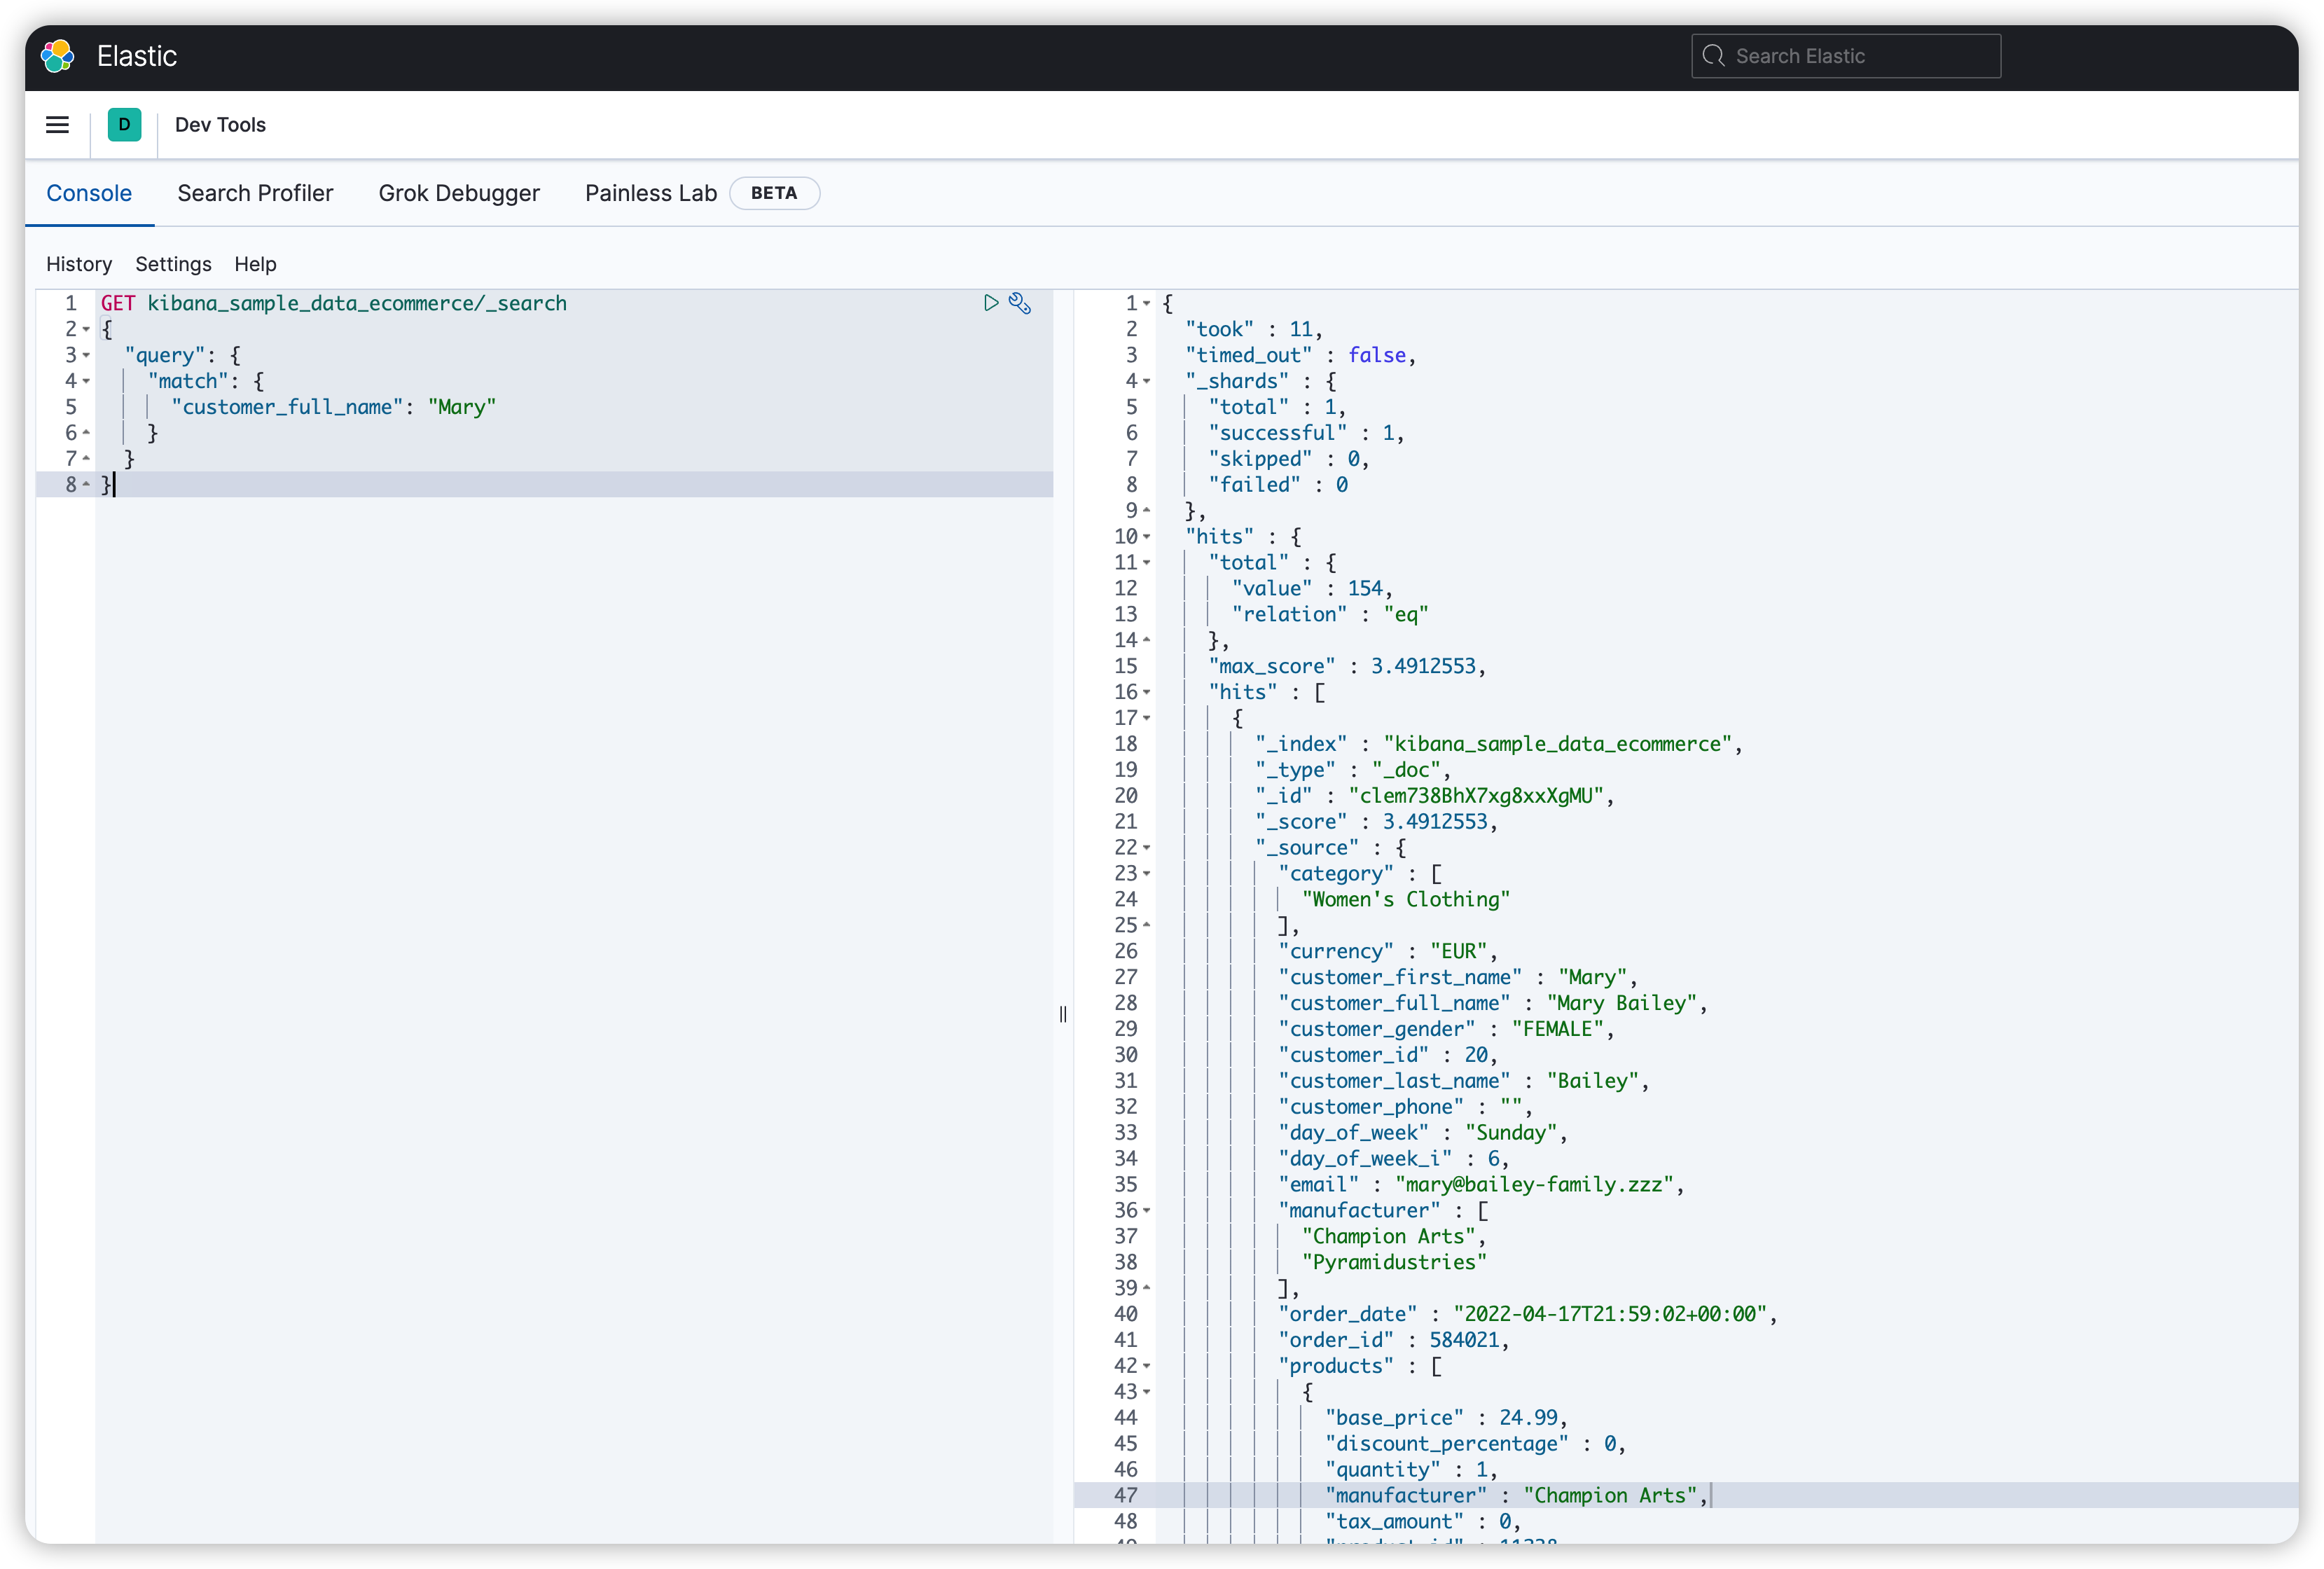 Elastic
Search Elastic
D
Dev Tools
Console
Search Profiler
Grok Debugger
Painless Lab
BETA
History
Settings
Help
1 GET kibana_sample_data_ecommerce/_search
2 {
3 "query": {
4 "match": {
5 "customer_full_name": "Mary"
6 }
7 }
8 }
1 {
2 "took" : 11,
3 "timed_out" : false,
4 "_shards" : {
5 "total" : 1,
6 "successful" : 1,
7 "skipped" : 0,
8 "failed" : 0
9 },
10 "hits" : {
11 "total" : {
12 "value" : 154,
13 "relation" : "eq"
14 },
15 "max_score" : 3.4912553,
16 "hits" : [
17 {
18 "_index" : "kibana_sample_data_ecommerce",
19 "_type" : "_doc",
20 "_id" : "clem738BhX7xg8xxXgMU",
21 "_score" : 3.4912553,
22 "_source" : {
23 "category" : [
24 "Women's Clothing"
25 ],
26 "currency" : "EUR",
27 "customer_first_name" : "Mary",
28 "customer_full_name" : "Mary Bailey",
29 "customer_gender" : "FEMALE",
30 "customer_id" : 20,
31 "customer_last_name" : "Bailey",
32 "customer_phone" : "",
33 "day_of_week" : "Sunday",
34 "day_of_week_i" : 6,
35 "email" : "mary@bailey-family.zzz",
36 "manufacturer" : [
37 "Champion Arts",
38 "Pyramidustries"
39 ],
40 "order_date" : "2022-04-17T21:59:02+00:00",
41 "order_id" : 584021,
42 "products" : [
43 {
44 "base_price" : 24.99,
45 "discount_percentage" : 0,
46 "quantity" : 1,
47 "manufacturer" : "Champion Arts",
48 "tax_amount" : 0,